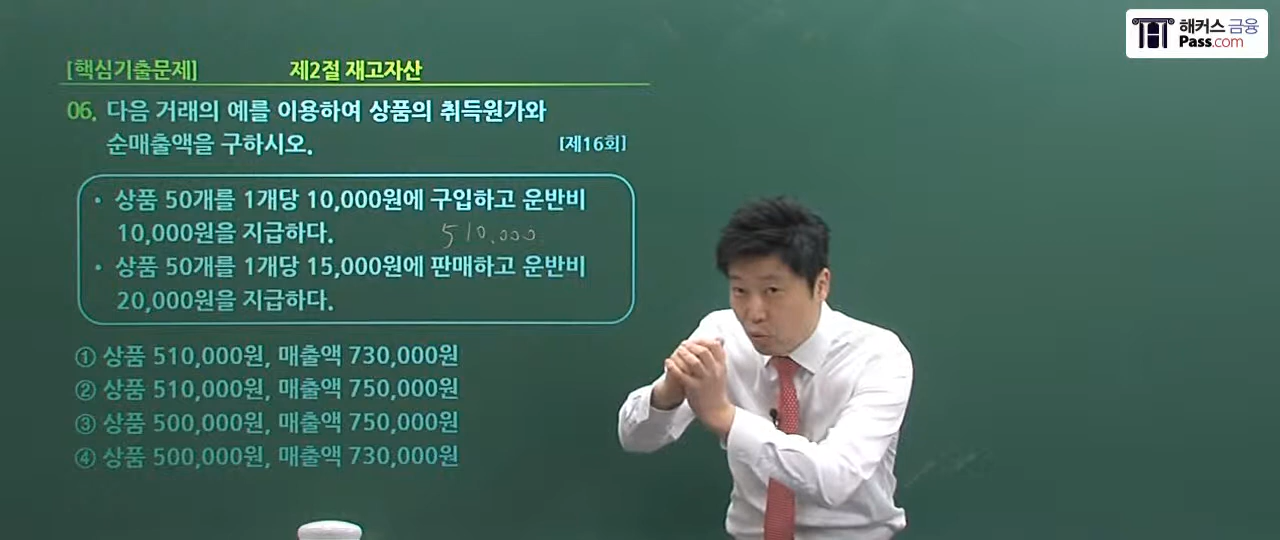 해커스 금융
Pass.com
[핵심기출문제] 제2절 재고자산
06. 다음 거래의 예를 이용하여 상품의 취득원가와
순매출액을 구하시오. [제16회]
• 상품 50개를 1개당 10,000원에 구입하고 운반비
10,000원을 지급하다. 510,000
• 상품 50개를 1개당 15,000원에 판매하고 운반비
20,000원을 지급하다.
① 상품 510,000원, 매출액 730,000원
② 상품 510,000원, 매출액 750,000원
③ 상품 500,000원, 매출액 750,000원
④ 상품 500,000원, 매출액 730,000원